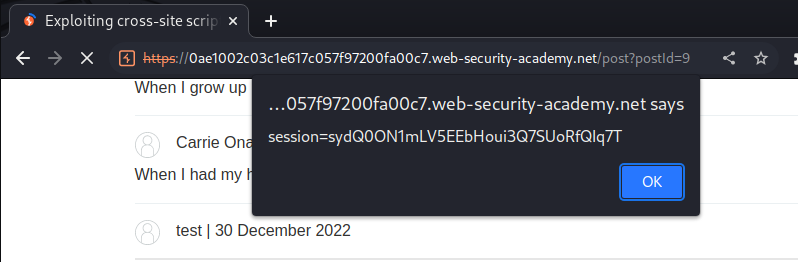 Exploiting cross-site scrip
https://0ae1002c03c1e617c057f97200fa00c7.web-security-academy.net/post?postId=9
When I grow up
...057f97200fa00c7.web-security-academy.net says
session=sydQ0ON1mLV5EEbHoui3Q7SUoRfQlq7T
Carrie Ona
When I had my h
OK
test | 30 December 2022